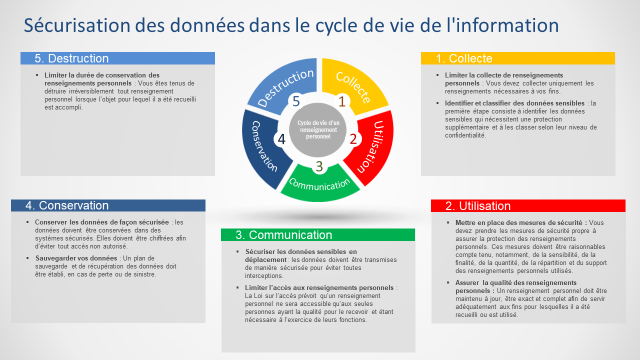 Sécurisation des données dans le cycle de vie de l'information
5. Destruction
Limiter la durée de conservation des
renseignements personnels : Vous êtes tenus de
détruire irréversiblement tout renseignement
personnel lorsque l'objet pour lequel il a été recueilli
est accompli.
Destruction
5
Collecte
1
Utilisation
2
Communication
3
Conservation
4
Cycle de vie d'un
renseignement
personnel
1. Collecte
Limiter la collecte de renseignements
personnels : Vous devez collecter uniquement les
renseignements nécessaires à vos fins.
Identifier et classifier des données sensibles : la
première étape consiste à identifier les données
sensibles qui nécessitent une protection
supplémentaire et à les classer selon leur niveau de
confidentialité.
4. Conservation
Conserver les données de façon sécurisée : les
données doivent être conservées dans des
systèmes sécurisés. Elles doivent être chiffrées afin
d'éviter tout accès non autorisé.
Sauvegarder vos données : Un plan de
sauvegarde et de récupération des données doit
être établi, en cas de perte ou de sinistre.
3. Communication
Sécuriser les données sensibles en
déplacement : les données doivent être transmises
de manière sécurisée pour éviter toutes
interceptions.
Limiter l'accès aux renseignements personnels :
La Loi sur l'accès prévoit qu'un renseignement
personnel ne sera accessible qu'aux seules
personnes ayant la qualité pour le recevoir et étant
nécessaire à l'exercice de leurs fonctions.
2. Utilisation
Mettre en place des mesures de sécurité : Vous
devez prendre les mesures de sécurité propre à
assurer la protection des renseignements
personnels. Ces mesures doivent être raisonnables
compte tenu, notamment, de la sensibilité, de la
finalité, de la quantité, de la répartition et du support
des renseignements personnels utilisés.
Assurer la qualité des renseignements
personnels : Un renseignement personnel doit être
maintenu à jour, être exact et complet afin de servir
adéquatement aux fins pour lesquelles il a été
recueilli ou est utilisé.